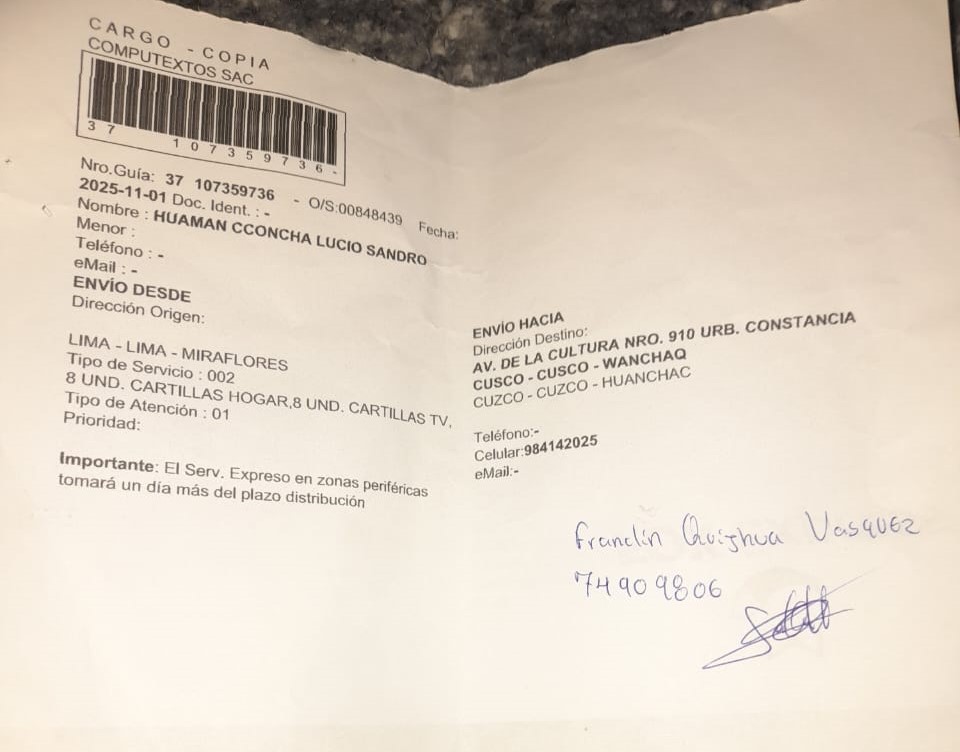 CARGO - COPIA
COMPUTEXTOS SAC
37 107359736-
Nro.Guía: 37 107359736 - O/S:00848439 Fecha:
2025-11-01 Doc. Ident. : -
Nombre : HUAMAN CCONCHA LUCIO SANDRO
Menor :
Teléfono : -
eMail : -
ENVÍO DESDE
Dirección Origen:
LIMA - LIMA - MIRAFLORES
Tipo de Servicio : 002
8 UND. CARTILLAS HOGAR,8 UND. CARTILLAS TV,
Tipo de Atención : 01
Prioridad:
Importante: El Serv. Expreso en zonas periféricas
tomará un día más del plazo distribución
ENVÍO HACIA
Dirección Destino:
AV. DE LA CULTURA NRO. 910 URB. CONSTANCIA
CUSCO - CUSCO - WANCHAQ
CUZCO - CUZCO - HUANCHAC
Teléfono:-
Celular:984142025
eMail:-
Franclin Quishua Vasquez
74909806